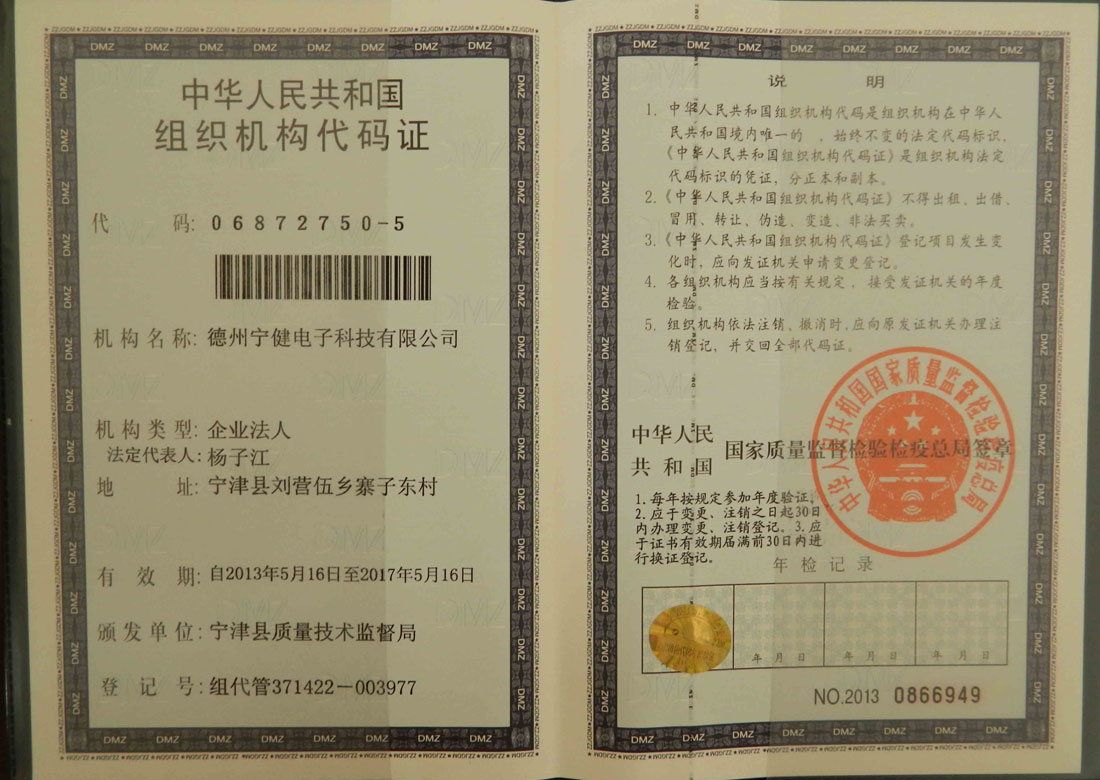 中华人民共和国
组织机构代码证
代 码: 06872750-5
机构名称: 德州宁健电子科技有限公司
机构类型: 企业法人
法定代表人: 杨子江
地 址: 宁津县刘营伍乡寨子东村
有 效 期: 自2013年5月16日至2017年5月16日
颁发单位: 宁津县质量技术监督局
登 记 号: 组代管371422－003977
说 明
1. 中华人民共和国组织机构代码是组织机构在中华人
民共和国境内唯一的 、始终不变的法定代码标识、
《中华人民共和国组织机构代码证》是组织机构法定
代码标识的凭证，分正本和副本。
2.《中华人民共和国组织机构代码证》不得出租、出借、
冒用、转让、伪造、变造、非法买卖。
3.《中华人民共和国组织机构代码证》登记项目发生变
化时，应向发证机关申请变更登记。
4. 各组织机构应当按有关规定，接受发证机关的年度
检验。
5. 组织机构依法注销、撤消时，应向原发证机关办理注
销登记，并交回全部代码证。
中华人民
共和国
国家质量监督检验检疫总局签章
中华人民共和国国家质量监督检验检疫总局
1.每年按规定参加年度验证，
2.应于变更、注销之日起30日
内办理变更、注销登记。3.应
于证书有效期届满前30日内进
行换证登记。
年检记录
年 月 日 年 月 日 年 月 日
NO.2013 0866949